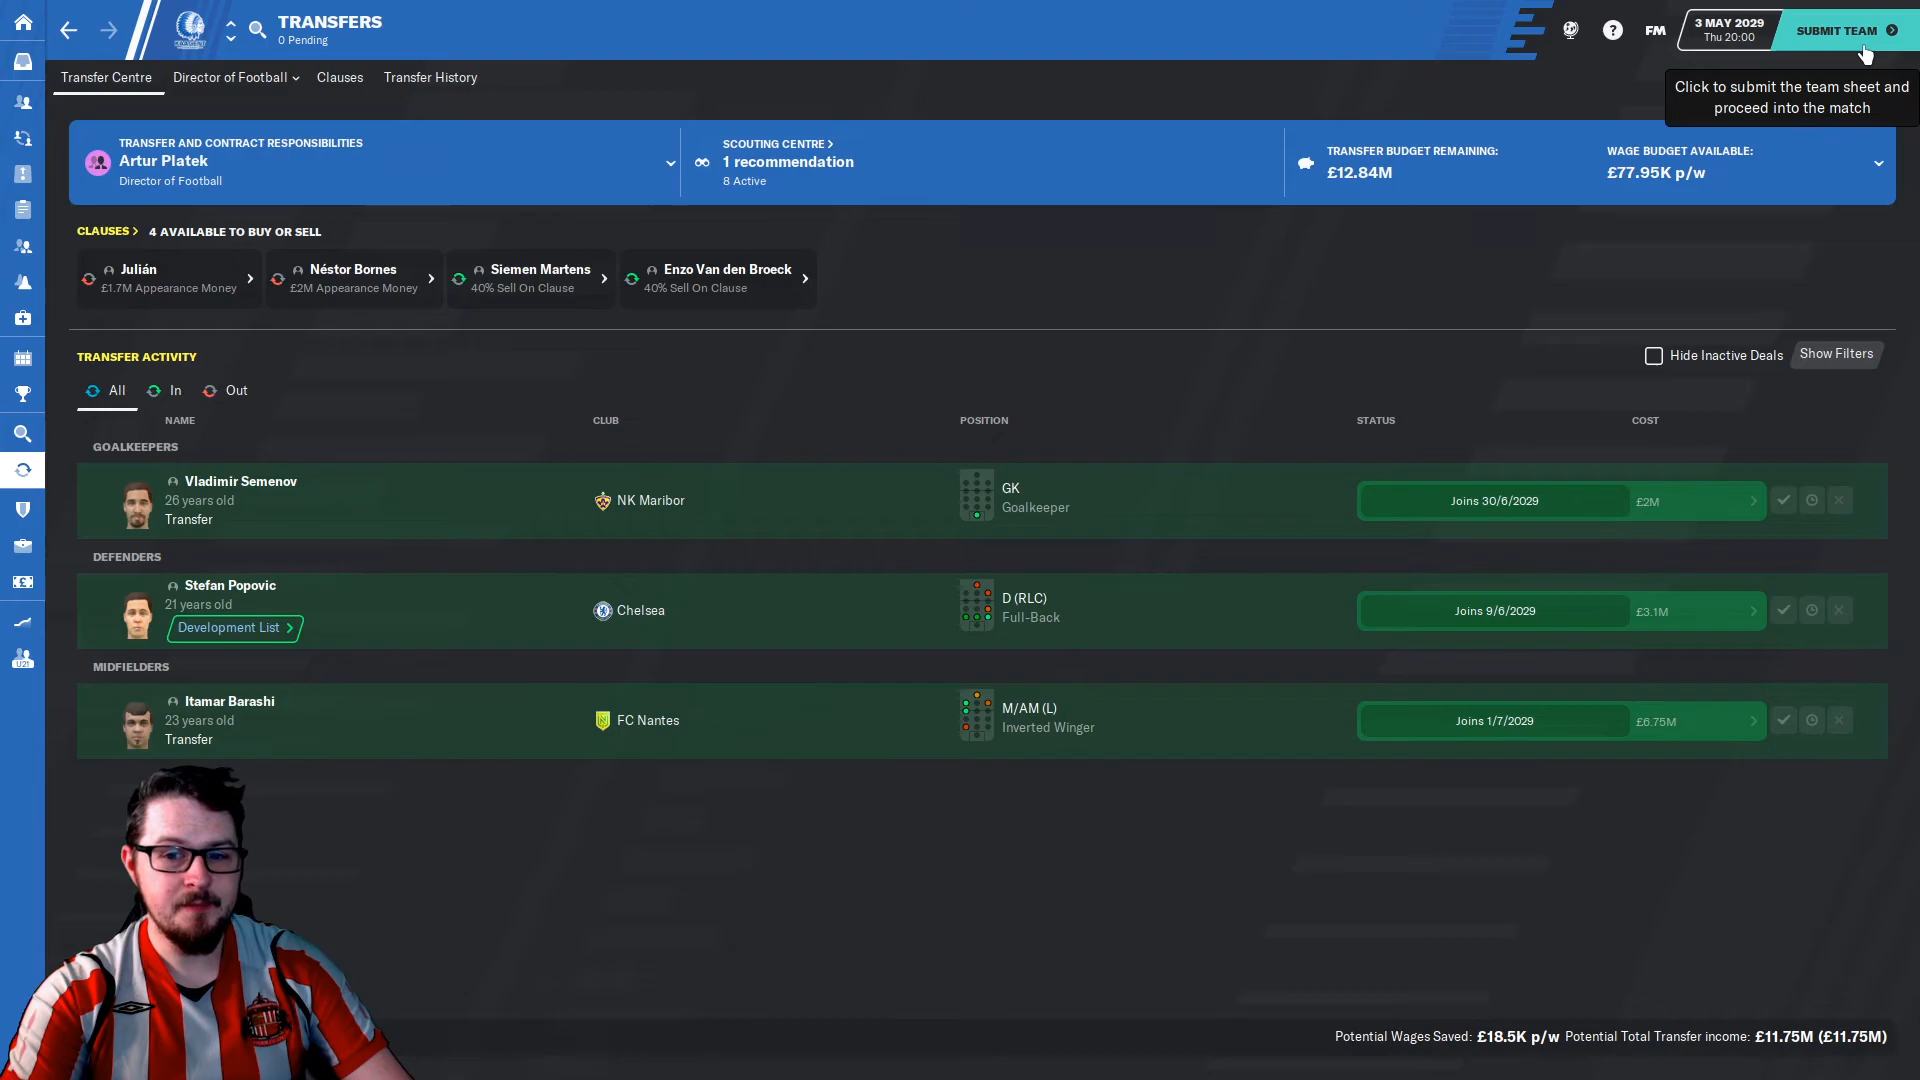 TRANSFERS
0 Pending
FM
3 MAY 2029
Thu 20:00
SUBMIT TEAM
Click to submit the team sheet and
proceed into the match
Transfer Centre
Director of Football
Clauses
Transfer History
TRANSFER AND CONTRACT RESPONSIBILITIES
Artur Platek
Director of Football
SCOUTING CENTRE >
1 recommendation
8 Active
TRANSFER BUDGET REMAINING:
£12.84M
WAGE BUDGET AVAILABLE:
£77.95K p/w
CLAUSES > 4 AVAILABLE TO BUY OR SELL
Julián
£1.7M Appearance Money
Néstor Bornes
£2M Appearance Money
Siemen Martens
40% Sell On Clause
Enzo Van den Broeck
40% Sell On Clause
TRANSFER ACTIVITY
Hide Inactive Deals
Show Filters
All
In
Out
NAME CLUB POSITION STATUS COST
GOALKEEPERS
Vladimir Semenov
26 years old
Transfer
NK Maribor
GK
Goalkeeper
Joins 30/6/2029
£2M
DEFENDERS
Stefan Popovic
21 years old
Development List >
Chelsea
D (RLC)
Full-Back
Joins 9/6/2029
£3.1M
MIDFIELDERS
Itamar Barashi
23 years old
Transfer
FC Nantes
M/AM (L)
Inverted Winger
Joins 1/7/2029
£6.75M
U21
Potential Wages Saved: £18.5K p/w Potential Total Transfer income: £11.75M (£11.75M)